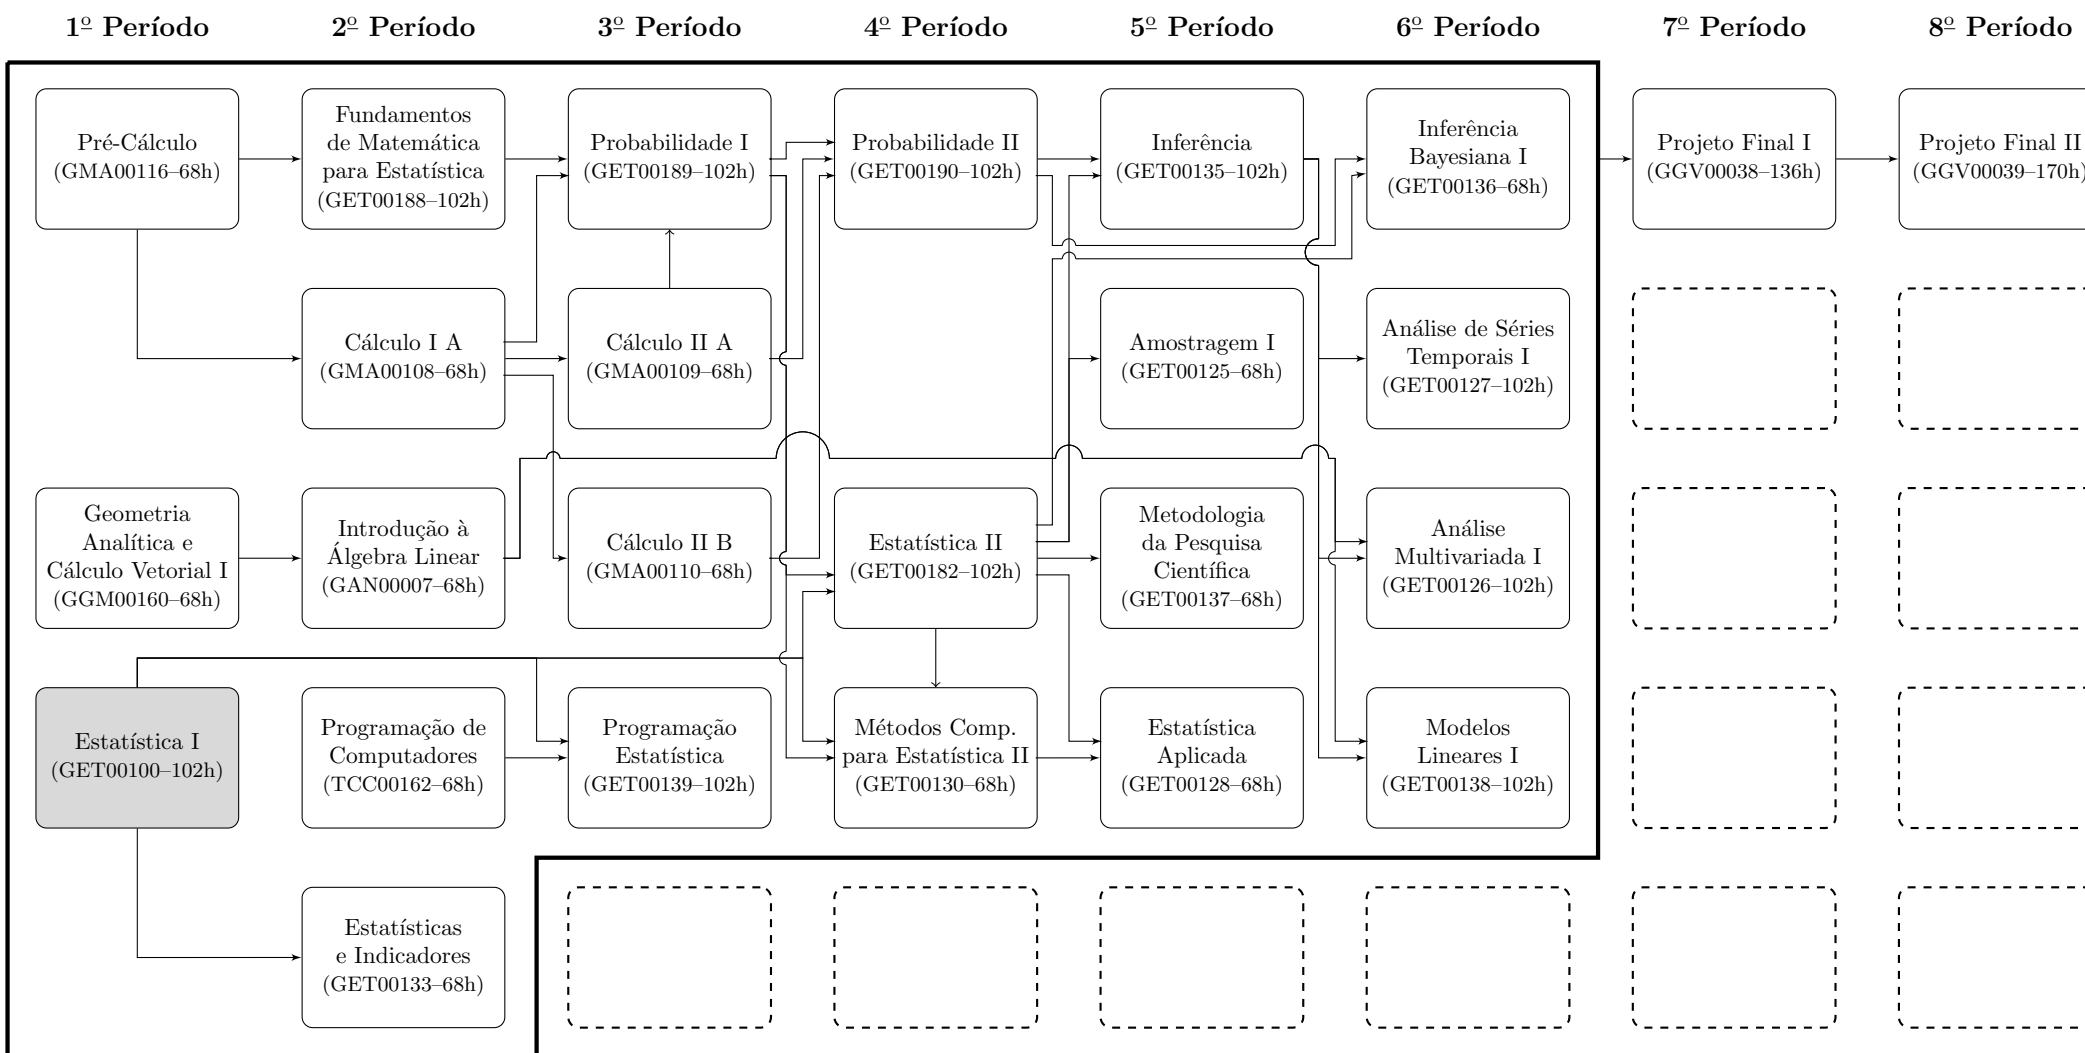 1º Período
2º Período
3º Período
4º Período
5º Período
6º Período
7º Período
8º Período
Pré-Cálculo
(GMA00116–68h)
Fundamentos
de Matemática
para Estatística
(GET00188–102h)
Probabilidade I
(GET00189–102h)
Probabilidade II
(GET00190–102h)
Inferência
(GET00135–102h)
Inferência
Bayesiana I
(GET00136–68h)
Projeto Final I
(GGV00038–136h)
Projeto Final II
(GGV00039–170h)
Cálculo I A
(GMA00108–68h)
Cálculo II A
(GMA00109–68h)
Amostragem I
(GET00125–68h)
Análise de Séries
Temporais I
(GET00127–102h)
Geometria
Analítica e
Cálculo Vetorial I
(GGM00160–68h)
Introdução à
Álgebra Linear
(GAN00007–68h)
Cálculo II B
(GMA00110–68h)
Estatística II
(GET00182–102h)
Metodologia
da Pesquisa
Científica
(GET00137–68h)
Análise
Multivariada I
(GET00126–102h)
Estatística I
(GET00100–102h)
Programação de
Computadores
(TCC00162–68h)
Programação
Estatística
(GET00139–102h)
Métodos Comp.
para Estatística II
(GET00130–68h)
Estatística
Aplicada
(GET00128–68h)
Modelos
Lineares I
(GET00138–102h)
Estatísticas
e Indicadores
(GET00133–68h)